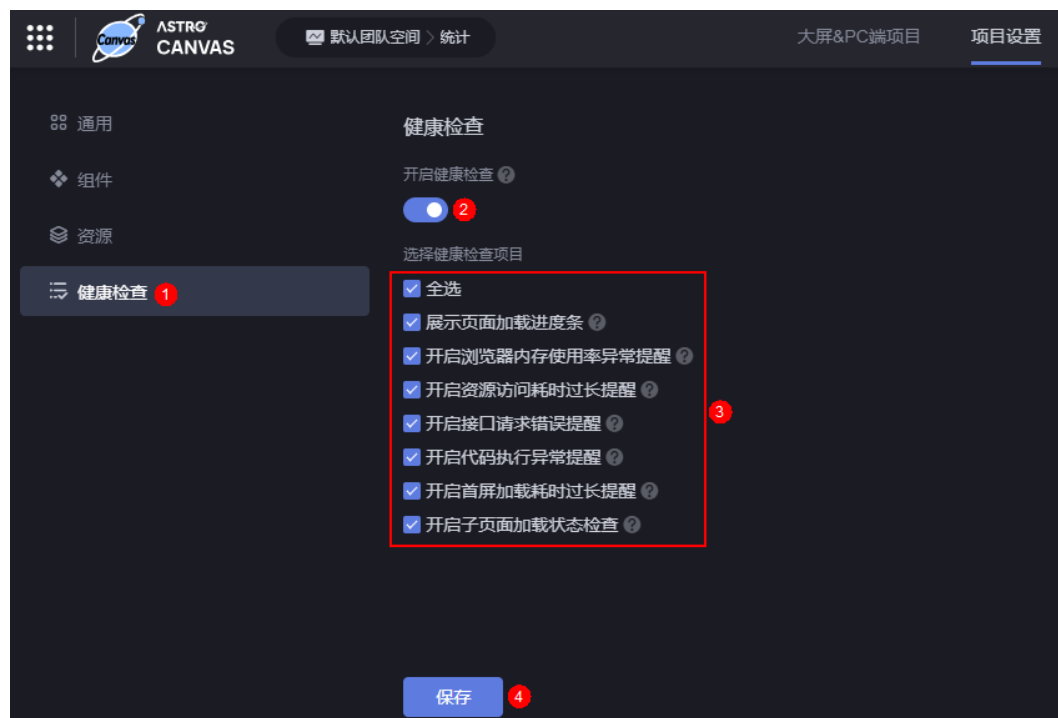 Canvas
ASTRO
CANVAS
默认团队空间 > 统计
大屏&PC端项目
项目设置
通用
组件
资源
健康检查 1
健康检查
开启健康检查 ?
2
选择健康检查项目
全选
展示页面加载进度条 ?
开启浏览器内存使用率异常提醒 ?
开启资源访问耗时过长提醒 ?
3
开启接口请求错误提醒 ?
开启代码执行异常提醒 ?
开启首屏加载耗时过长提醒 ?
开启子页面加载状态检查 ?
保存 4